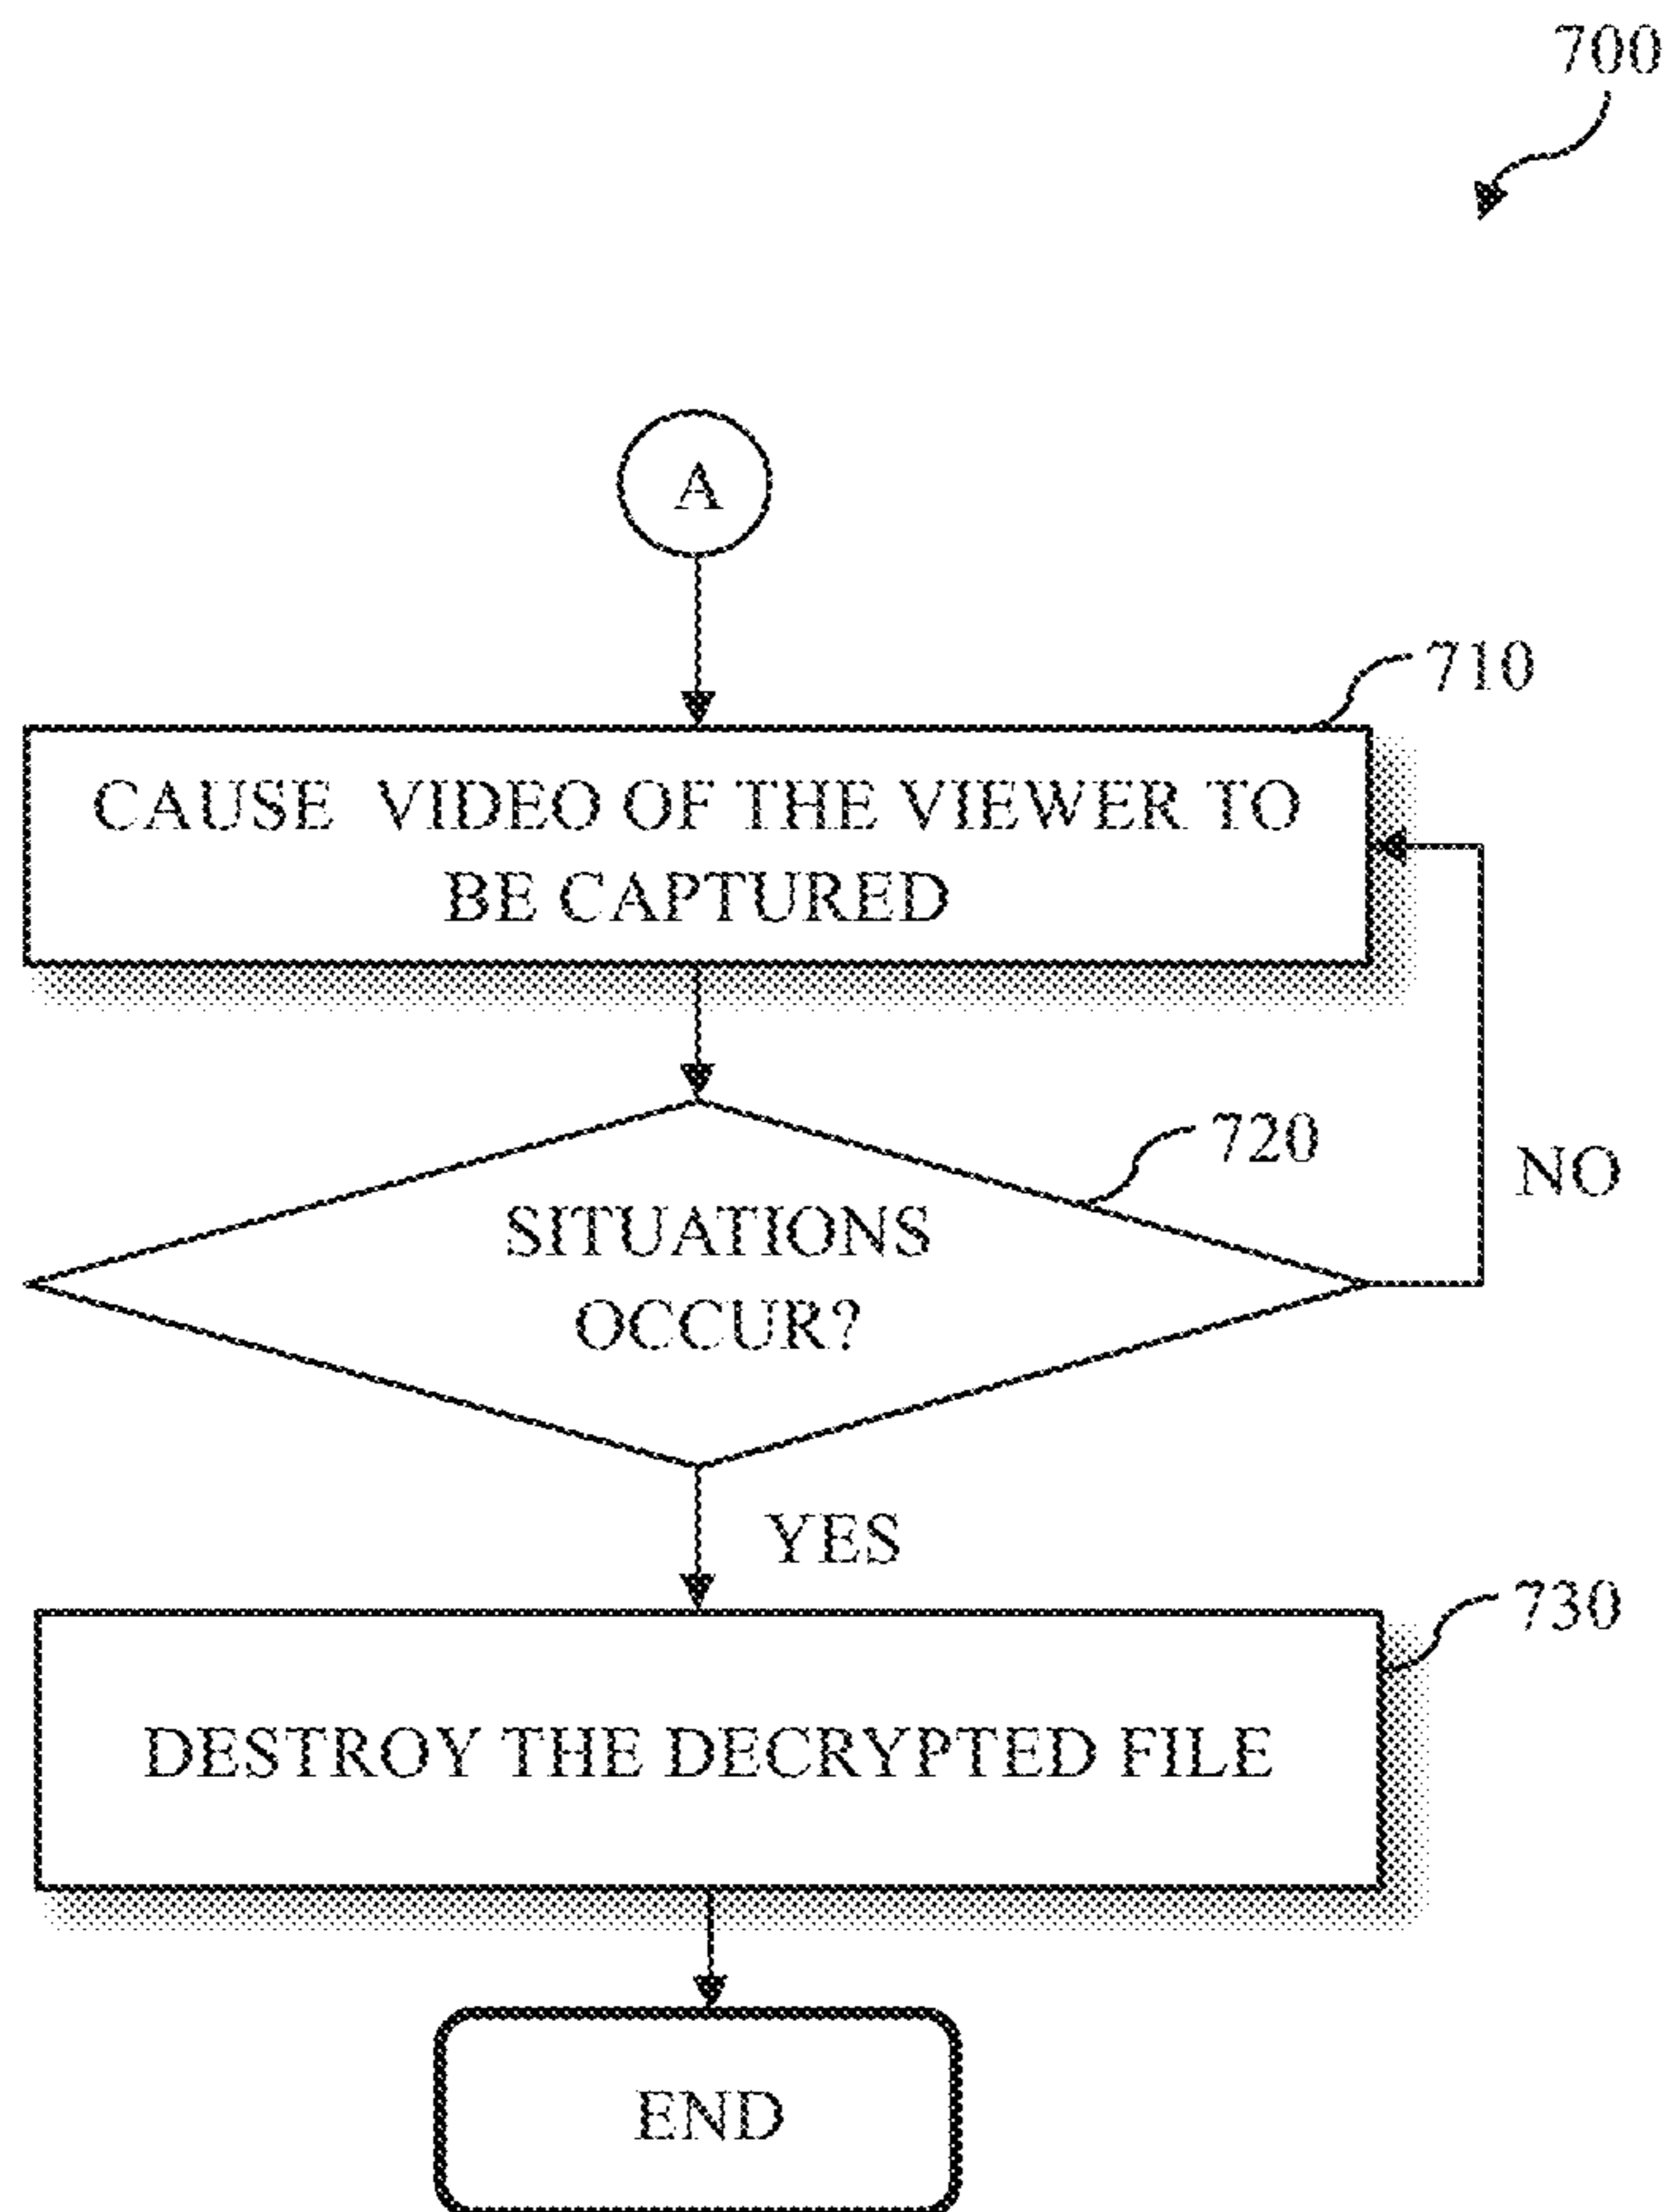 700
A
710
CAUSE VIDEO OF THE VIEWER TO
BE CAPTURED
720
NO
SITUATIONS
OCCUR?
YES
730
DESTROY THE DECRYPTED FILE
END